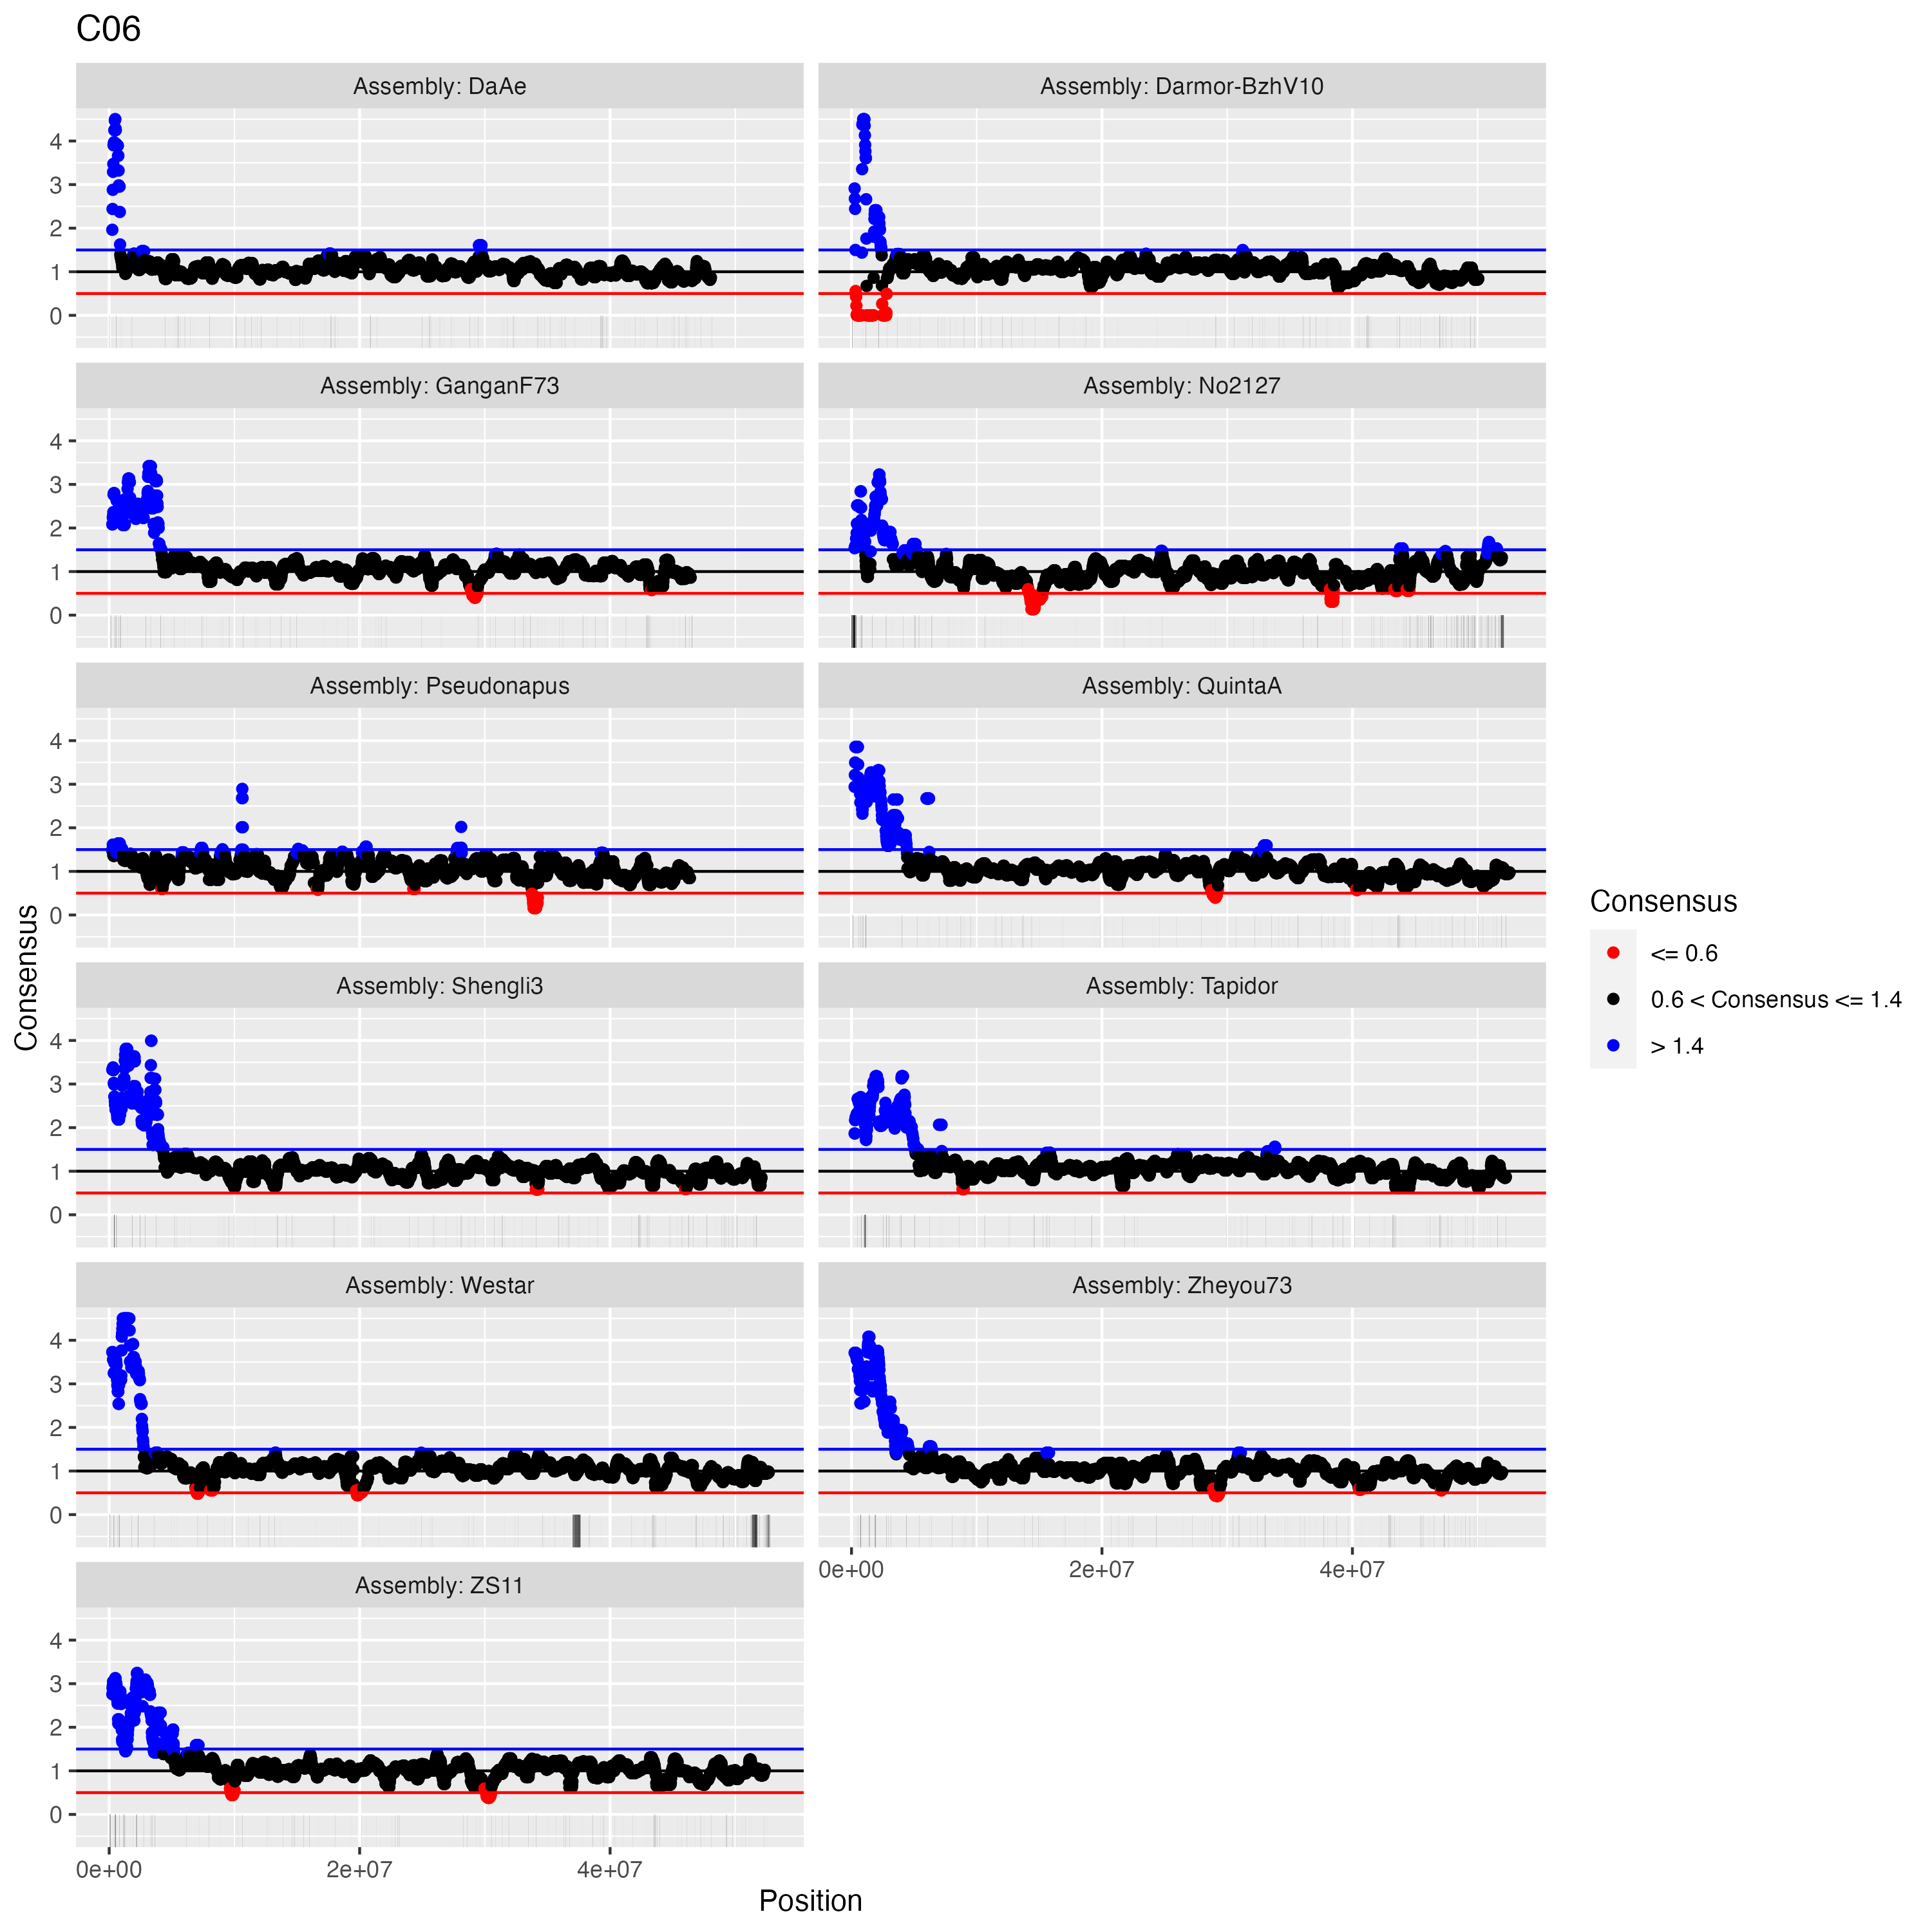 C06
Assembly: DaAe
Assembly: Darmor-BzhV10
4
3
2
1
0
Assembly: GanganF73
Assembly: No2127
4
3
2
1
0
Assembly: Pseudonapus
Assembly: QuintaA
4
3
2
1
0
Assembly: Shengli3
Assembly: Tapidor
4
3
2
1
0
Assembly: Westar
Assembly: Zheyou73
4
3
2
1
0
0e+00 2e+07 4e+07
Assembly: ZS11
4
3
2
1
0
0e+00 2e+07 4e+07
Position
Consensus
Consensus
<= 0.6
0.6 < Consensus <= 1.4
> 1.4